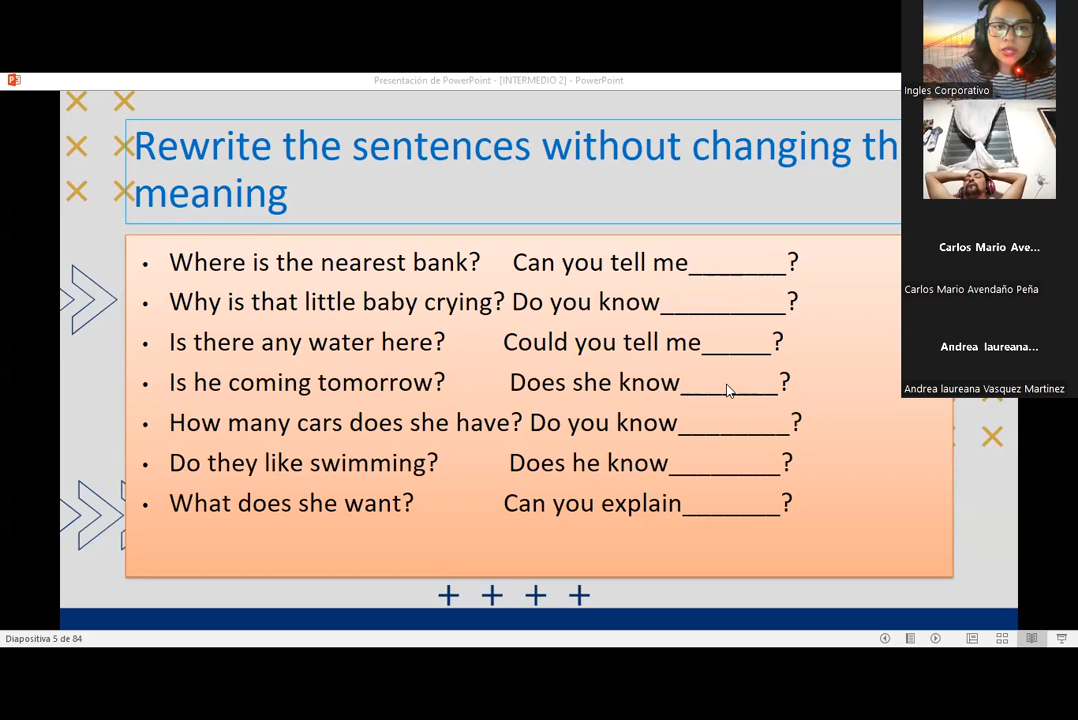 Presentación de PowerPoint - [INTERMEDIO 2] - PowerPoint
Rewrite the sentences without changing th
meaning
• Where is the nearest bank? Can you tell me_______?
• Why is that little baby crying? Do you know_________?
• Is there any water here? Could you tell me_____?
• Is he coming tomorrow? Does she know_______?
• How many cars does she have? Do you know________?
• Do they like swimming? Does he know________?
• What does she want? Can you explain_______?
Diapositiva 5 de 84
Ingles Corporativo
Carlos Mario Ave...
Carlos Mario Avendaño Peña
Andrea laureana...
Andrea laureana Vasquez Martinez